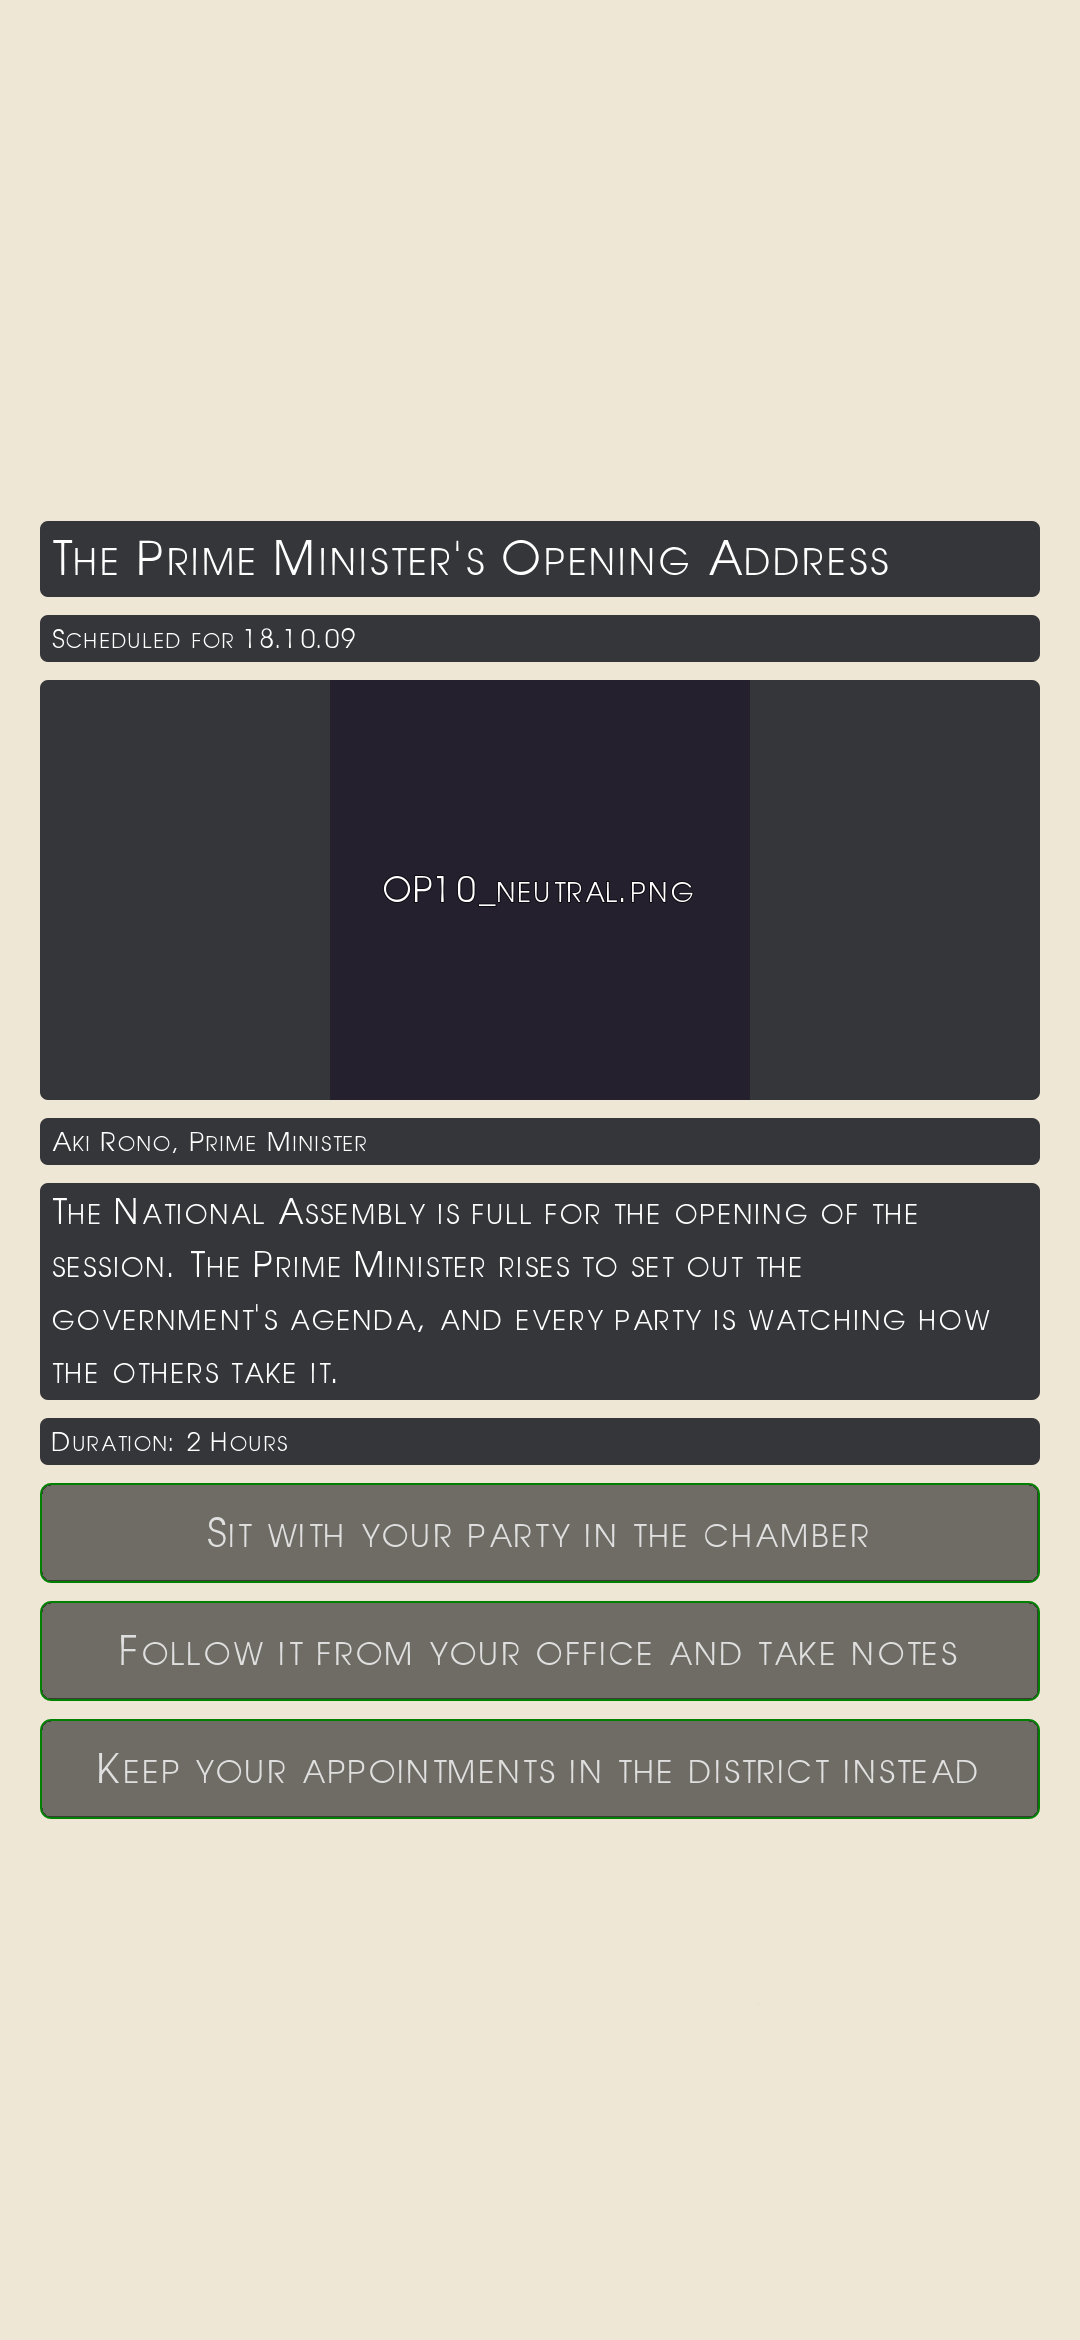 The Prime Minister's Opening Address
Scheduled for 18.10.09
OP10_neutral.png
Aki Rono, Prime Minister
The National Assembly is full for the opening of the
session. The Prime Minister rises to set out the
government's agenda, and every party is watching how
the others take it.
Duration: 2 Hours
Sit with your party in the chamber
Follow it from your office and take notes
Keep your appointments in the district instead